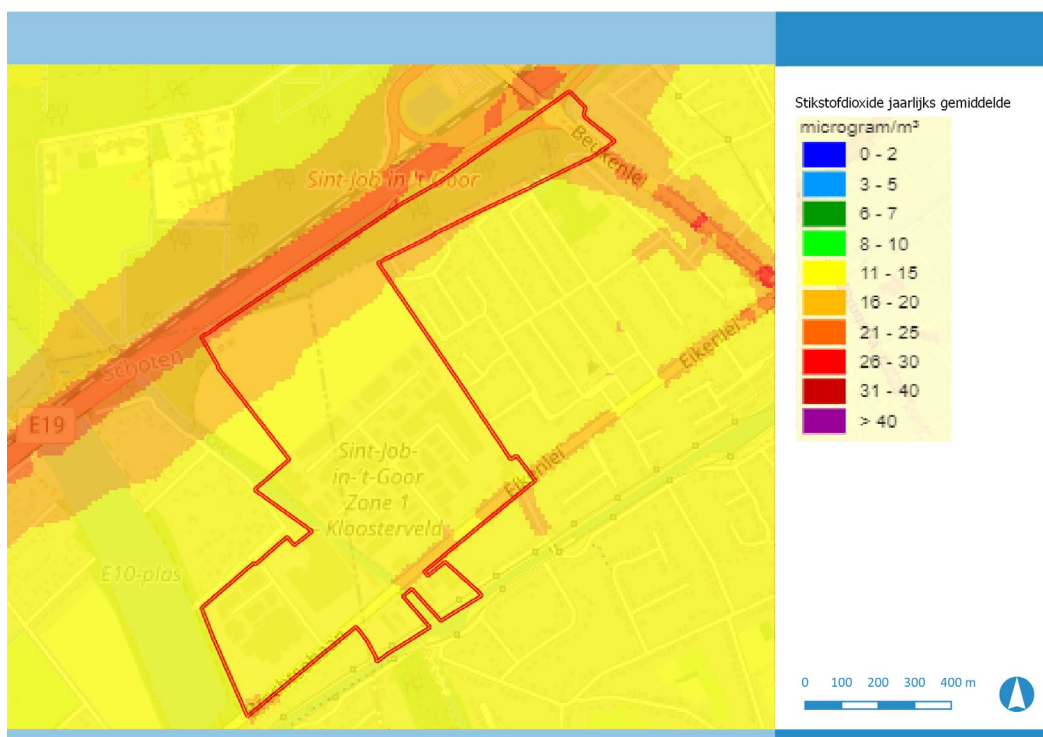 Stikstofdioxide jaarlijks gemiddelde
microgram/m³
0 - 2
3 - 5
6 - 7
8 - 10
11 - 15
16 - 20
21 - 25
26 - 30
31 - 40
> 40
Beukenlei
Sint-Job-in-'t-Goor
Eikenlei
Schoten
E19
Sint-Job-
in-'t-Goor
Zone 1
- Kloosterveld
Eikenlei
E10-plas
0 100 200 300 400 m